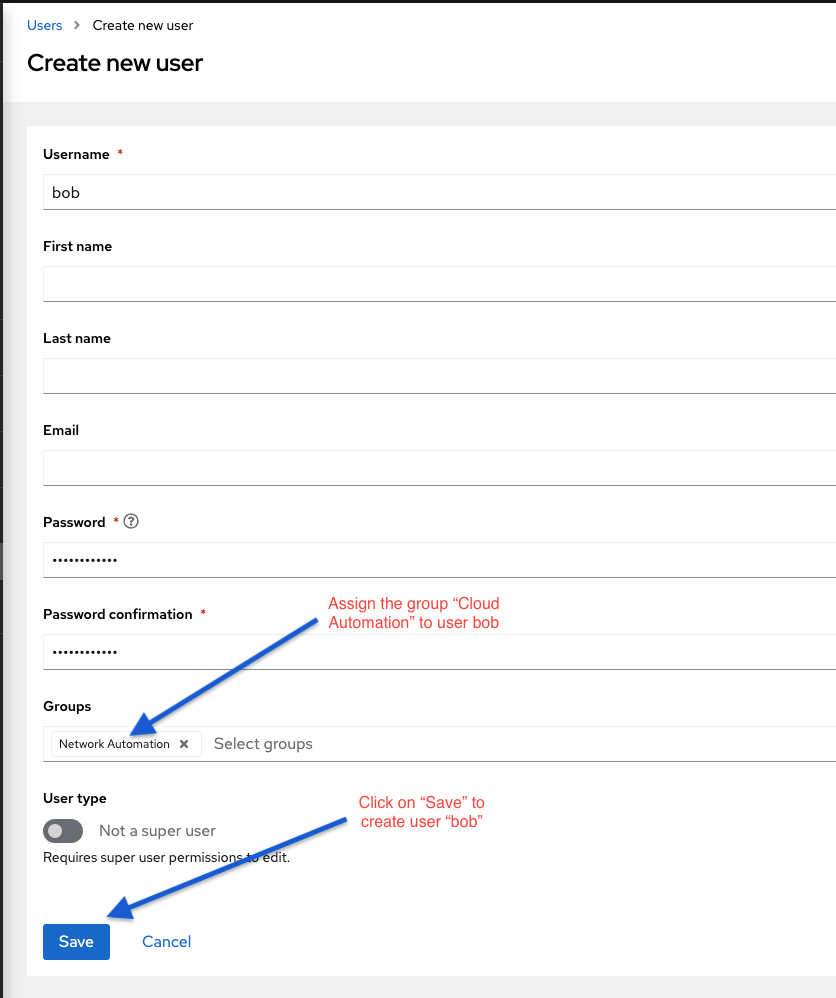 Users > Create new user
Create new user
Username *
bob
First name
Last name
Email
Password * ?
••••••••••••
Assign the group “Cloud
Automation” to user bob
Password confirmation *
••••••••••••
Groups
Network Automation × Select groups
User type
Click on “Save” to
create user “bob”
Not a super user
Requires super user permissions to edit.
Save Cancel